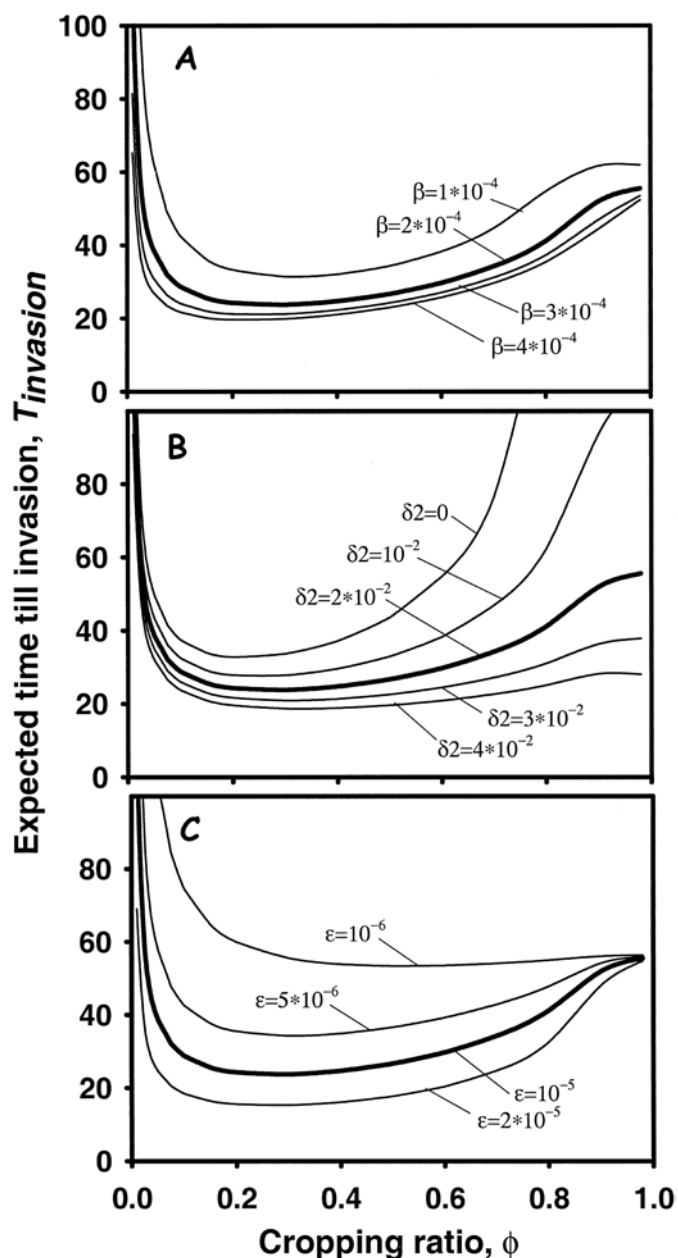 Expected time till invasion, T_invasion
A
100
80
60
40
20
0
β=1*10⁻⁴
β=2*10⁻⁴
β=3*10⁻⁴
β=4*10⁻⁴
B
80
60
40
20
0
δ2=0
δ2=10⁻²
δ2=2*10⁻²
δ2=3*10⁻²
δ2=4*10⁻²
C
80
60
40
20
0
ε=10⁻⁶
ε=5*10⁻⁶
ε=10⁻⁵
ε=2*10⁻⁵
0.0 0.2 0.4 0.6 0.8 1.0
Cropping ratio, ϕ